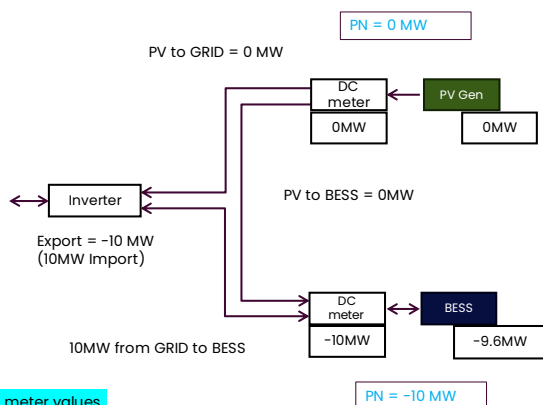 PN = 0 MW
PV to GRID = 0 MW
DC
meter
PV Gen
0MW
0MW
Inverter
PV to BESS = 0MW
Export = -10 MW
(10MW Import)
DC
meter
BESS
-10MW
-9.6MW
10MW from GRID to BESS
PN = -10 MW
meter values